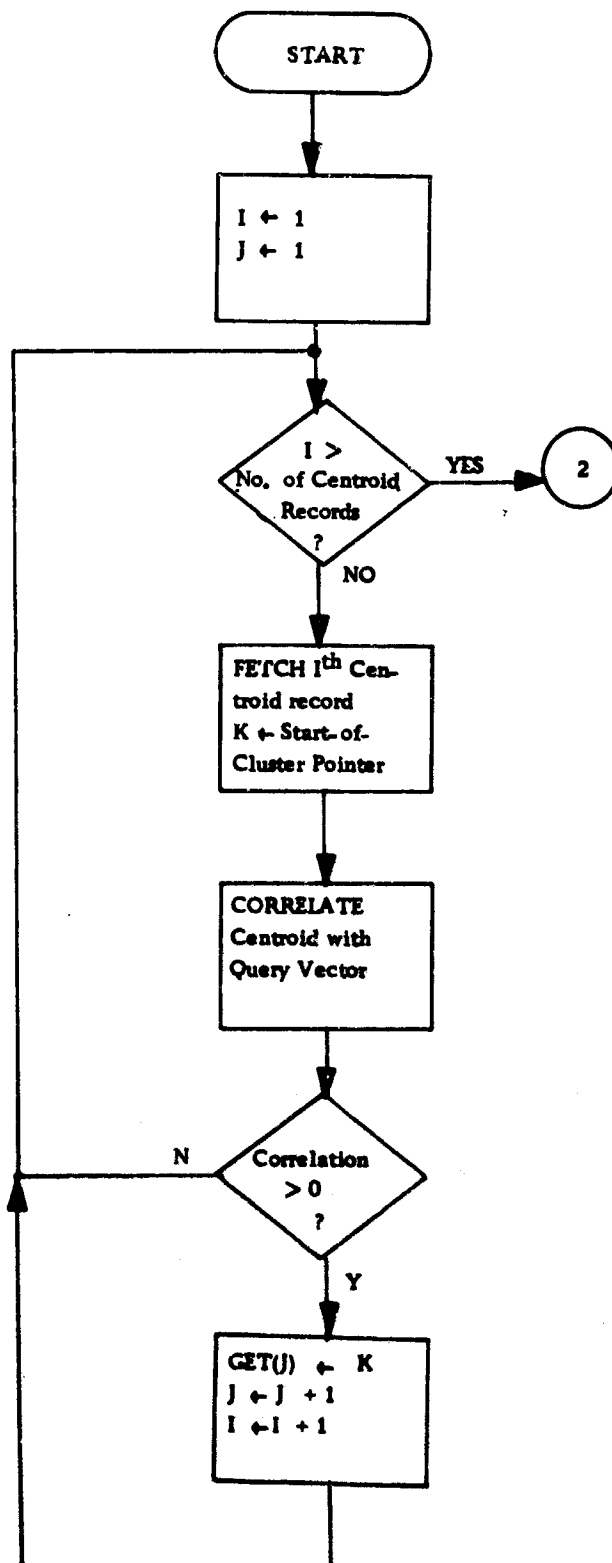 START
I ← 1
J ← 1
I >
No. of Centroid
Records
?
YES
2
NO
FETCH Ith Cen-
troid record
K ← Start-of-
Cluster Pointer
CORRELATE
Centroid with
Query Vector
N
Correlation
> 0
?
Y
GET(J) ← K
J ← J + 1
I ← I + 1